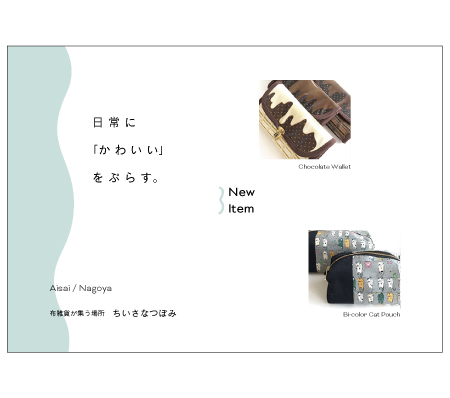 日常に
「かわいい」
をぷらす。
Chocolate Wallet
New
Item
Bi-color Cat Pouch
Aisai / Nagoya
布雑貨が集う場所　ちいさなつぼみ